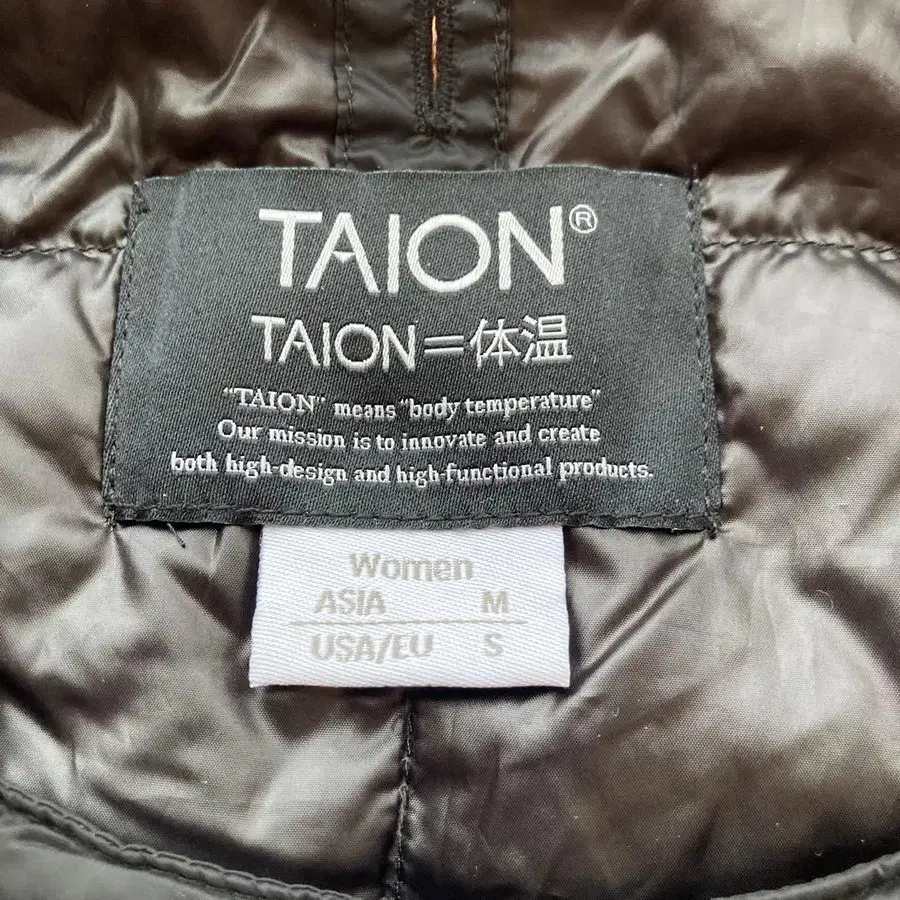 TAION®
TAION=体温
"TAION" means "body temperature"
Our mission is to innovate and create
both high-design and high-functional products.
Women
ASIA M
USA/EU S